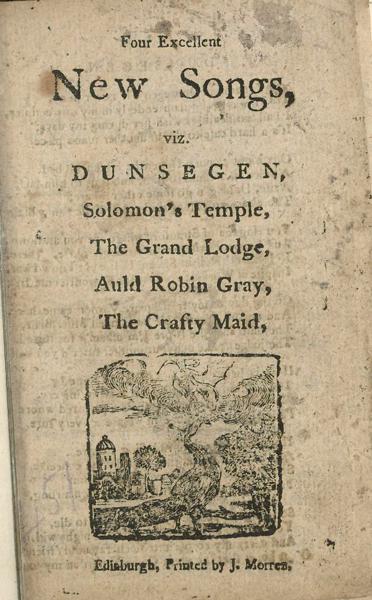 Four Excellent
New Songs,
viz.
DUNSEGEN,
Solomon's Temple,
The Grand Lodge,
Auld Robin Gray,
The Crafty Maid,
Edinburgh, Printed by J. Morren,